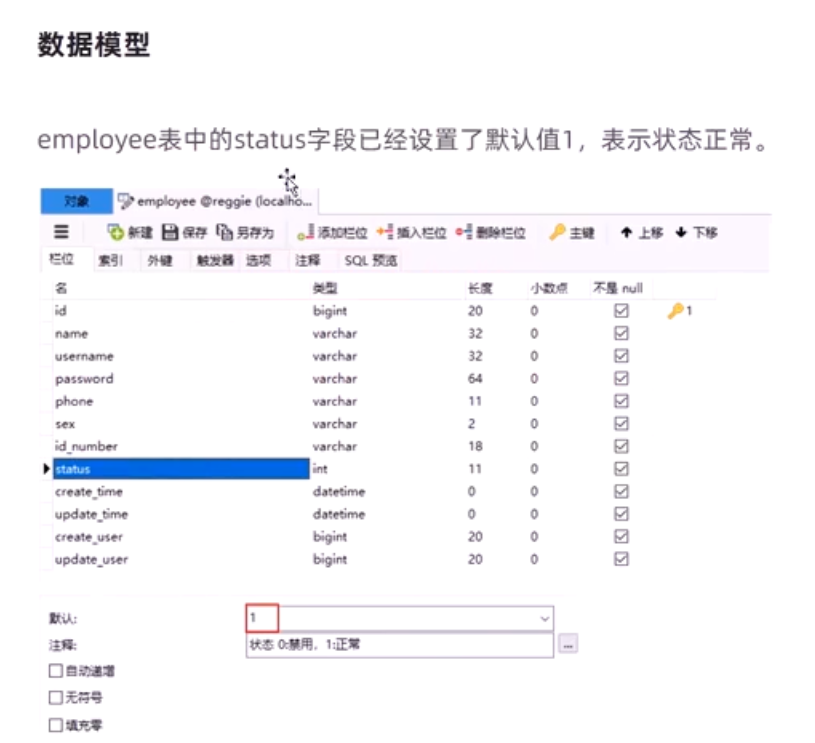 数据模型
employee表中的status字段已经设置了默认值1，表示状态正常。
对象 employee @reggie (localho...
新建 保存 另存为 添加栏位 插入栏位 删除栏位 主键 上移 下移
栏位 索引 外键 触发器 选项 注释 SQL 预览
名 类型 长度 小数点 不是 null
id bigint 20 0 1
name varchar 32 0
username varchar 32 0
password varchar 64 0
phone varchar 11 0
sex varchar 2 0
id_number varchar 18 0
status int 11 0
create_time datetime 0 0
update_time datetime 0 0
create_user bigint 20 0
update_user bigint 20 0
默认: 1
注释: 状态 0:禁用，1:正常 ...
自动递增
无符号
填充零